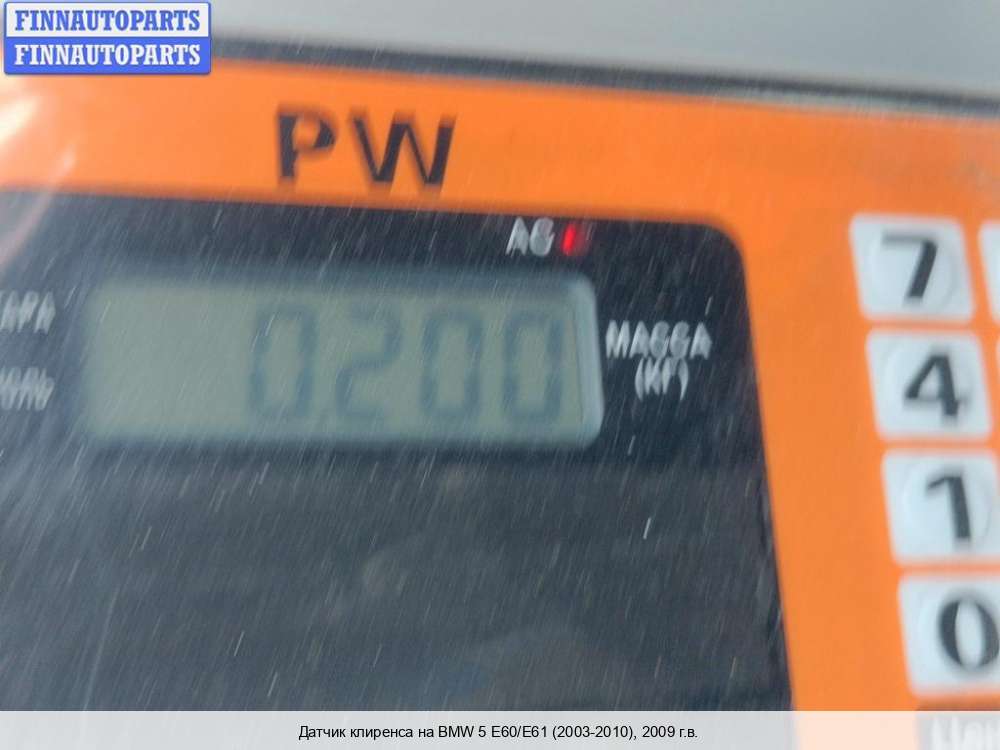 FINNAUTOPARTS
FINNAUTOPARTS
PW
AC
0.200
МАССА
(КГ)
7
4
1
0
Датчик клиренса на BMW 5 E60/E61 (2003-2010), 2009 г.в.